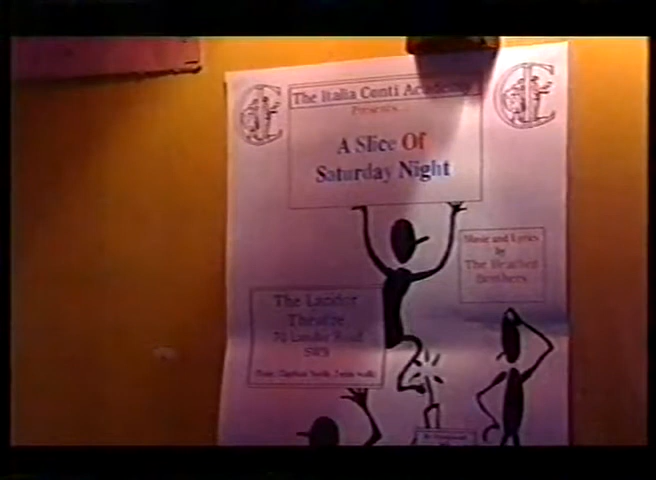 The Italia Conti Academy
Presents...
A Slice Of
Saturday Night
Music and Lyrics
by
The Heather
Brothers
The Landor
Theatre
70 Landor Road
SW9